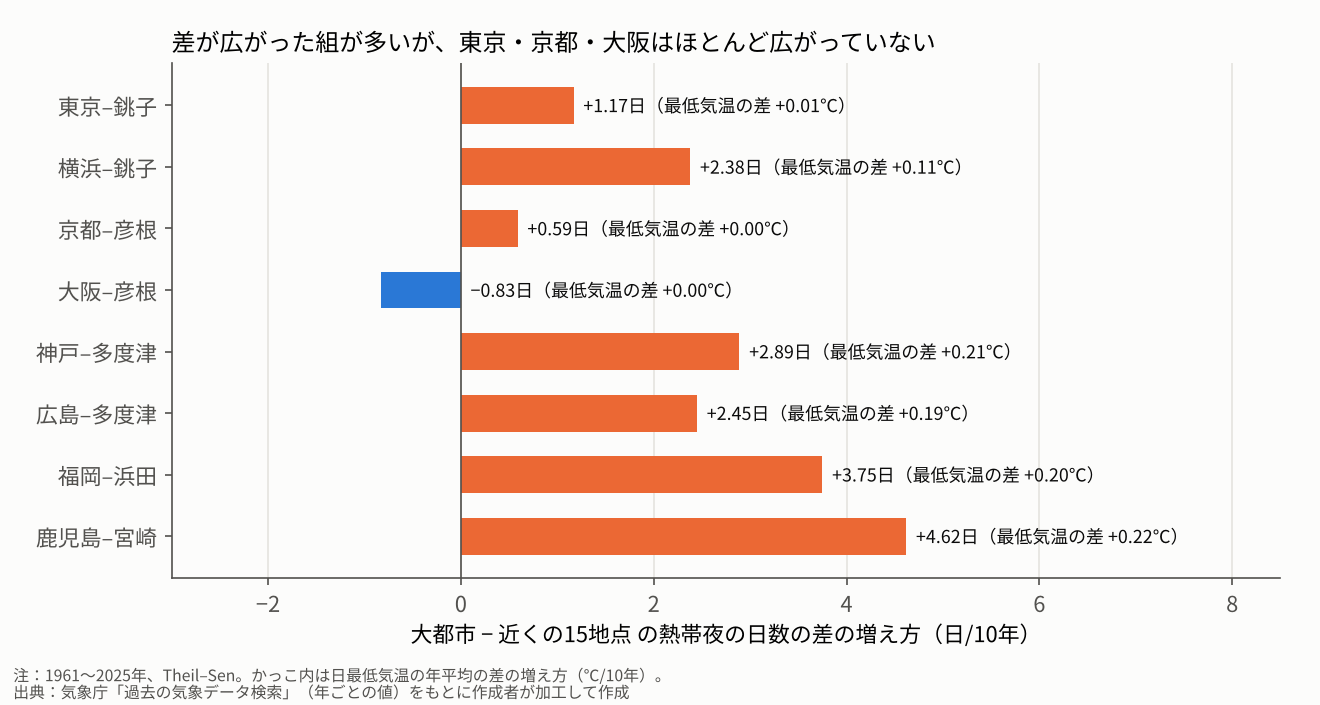 差が広がった組が多いが、東京・京都・大阪はほとんど広がっていない
東京–銚子
+1.17日（最低気温の差 +0.01℃）
横浜–銚子
+2.38日（最低気温の差 +0.11℃）
京都–彦根
+0.59日（最低気温の差 +0.00℃）
大阪–彦根
−0.83日（最低気温の差 +0.00℃）
神戸–多度津
+2.89日（最低気温の差 +0.21℃）
広島–多度津
+2.45日（最低気温の差 +0.19℃）
福岡–浜田
+3.75日（最低気温の差 +0.20℃）
鹿児島–宮崎
+4.62日（最低気温の差 +0.22℃）
−2 0 2 4 6 8
大都市 − 近くの15地点 の熱帯夜の日数の差の増え方（日/10年）
注：1961～2025年、Theil–Sen。かっこ内は日最低気温の年平均の差の増え方（℃/10年）。
出典：気象庁「過去の気象データ検索」（年ごとの値）をもとに作成者が加工して作成